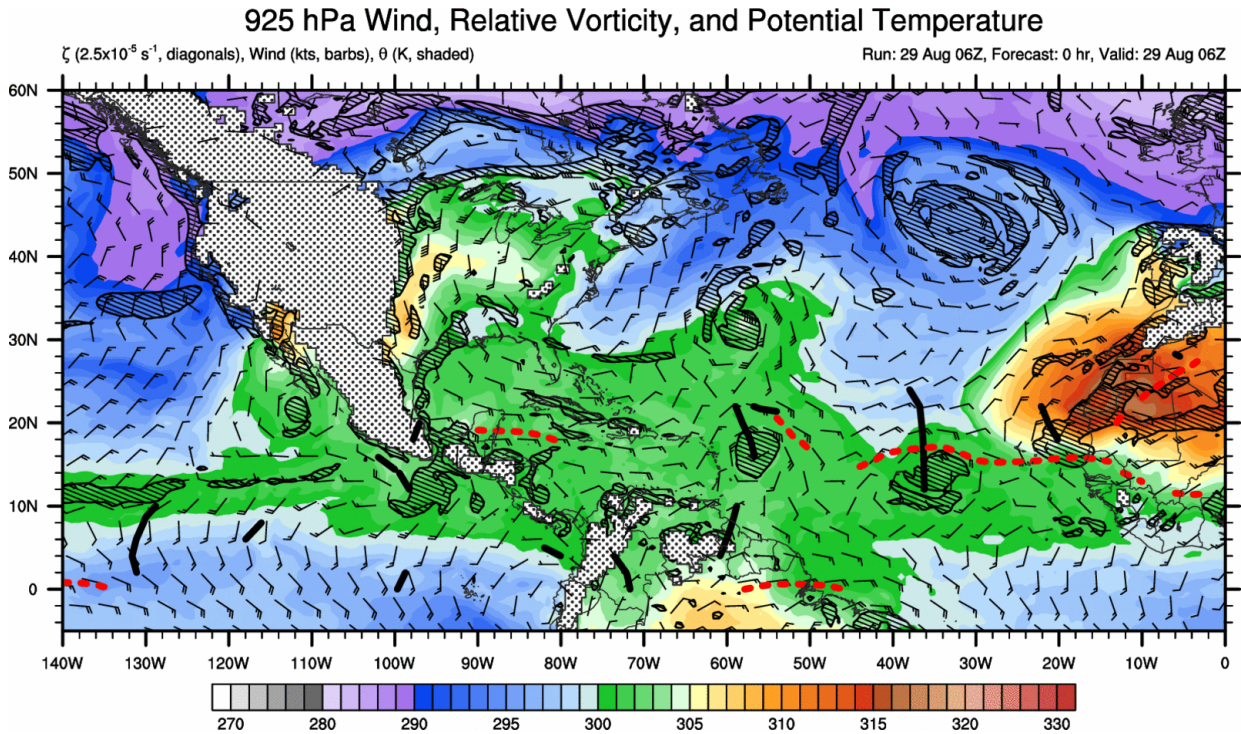 925 hPa Wind, Relative Vorticity, and Potential Temperature
ζ (2.5x10⁻⁵ s⁻¹, diagonals), Wind (kts, barbs), θ (K, shaded)
Run: 29 Aug 06Z, Forecast: 0 hr, Valid: 29 Aug 06Z
60N
50N
40N
30N
20N
10N
0
140W 130W 120W 110W 100W 90W 80W 70W 60W 50W 40W 30W 20W 10W 0
270 280 290 295 300 305 310 315 320 330